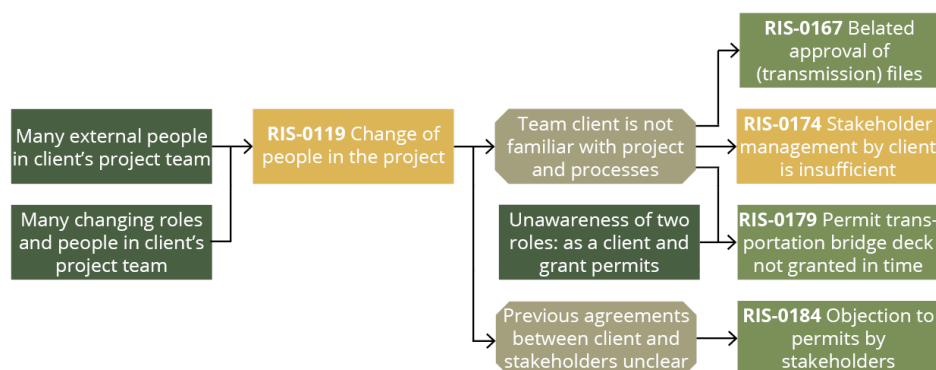 Many external people
in client's project team
Many changing roles
and people in client's
project team
RIS-0119 Change of
people in the project
Team client is not
familiar with project
and processes
Unawareness of two
roles: as a client and
grant permits
Previous agreements
between client and
stakeholders unclear
RIS-0167 Belated
approval of
(transmission) files
RIS-0174 Stakeholder
management by client
is insufficient
RIS-0179 Permit trans-
portation bridge deck
not granted in time
RIS-0184 Objection to
permits by
stakeholders